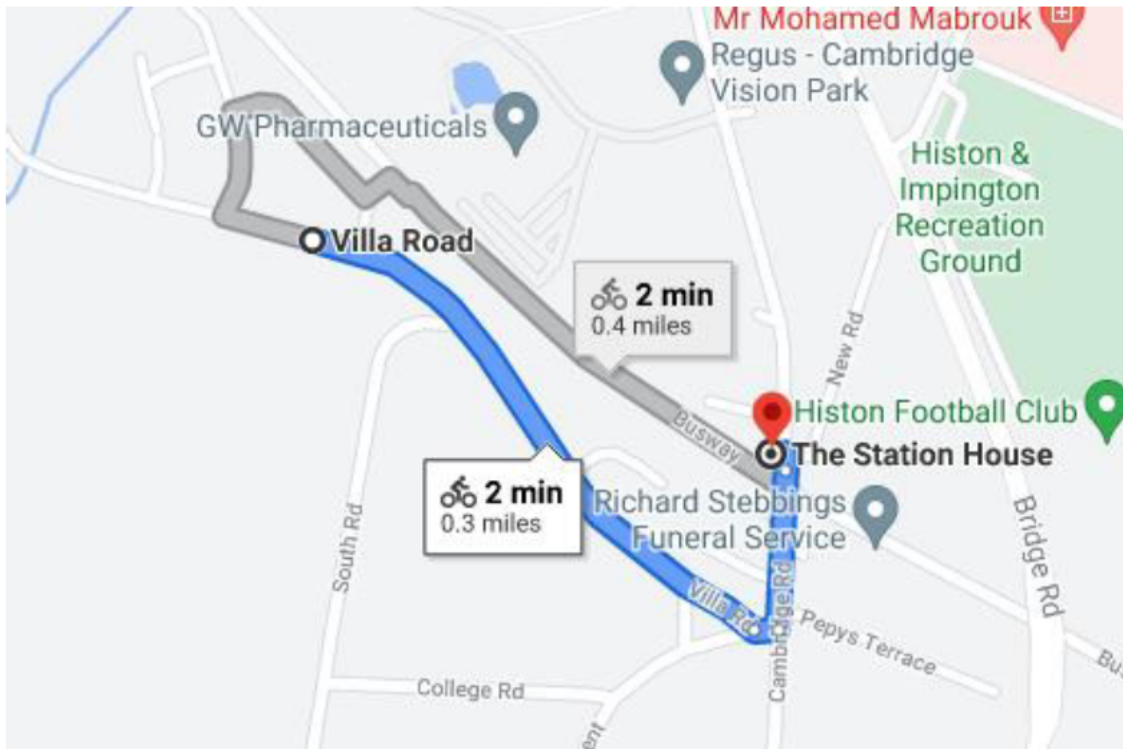 Mr Mohamed Mabrouk
Regus - Cambridge
Vision Park
GW Pharmaceuticals
Histon &
Impington
Recreation
Ground
Villa Road
2 min
0.4 miles
New Rd
Histon Football Club
Busway
The Station House
2 min
0.3 miles
Richard Stebbings
Funeral Service
South Rd
Bridge Rd
Villa Rd
Cambridge Rd
Pepys Terrace
College Rd